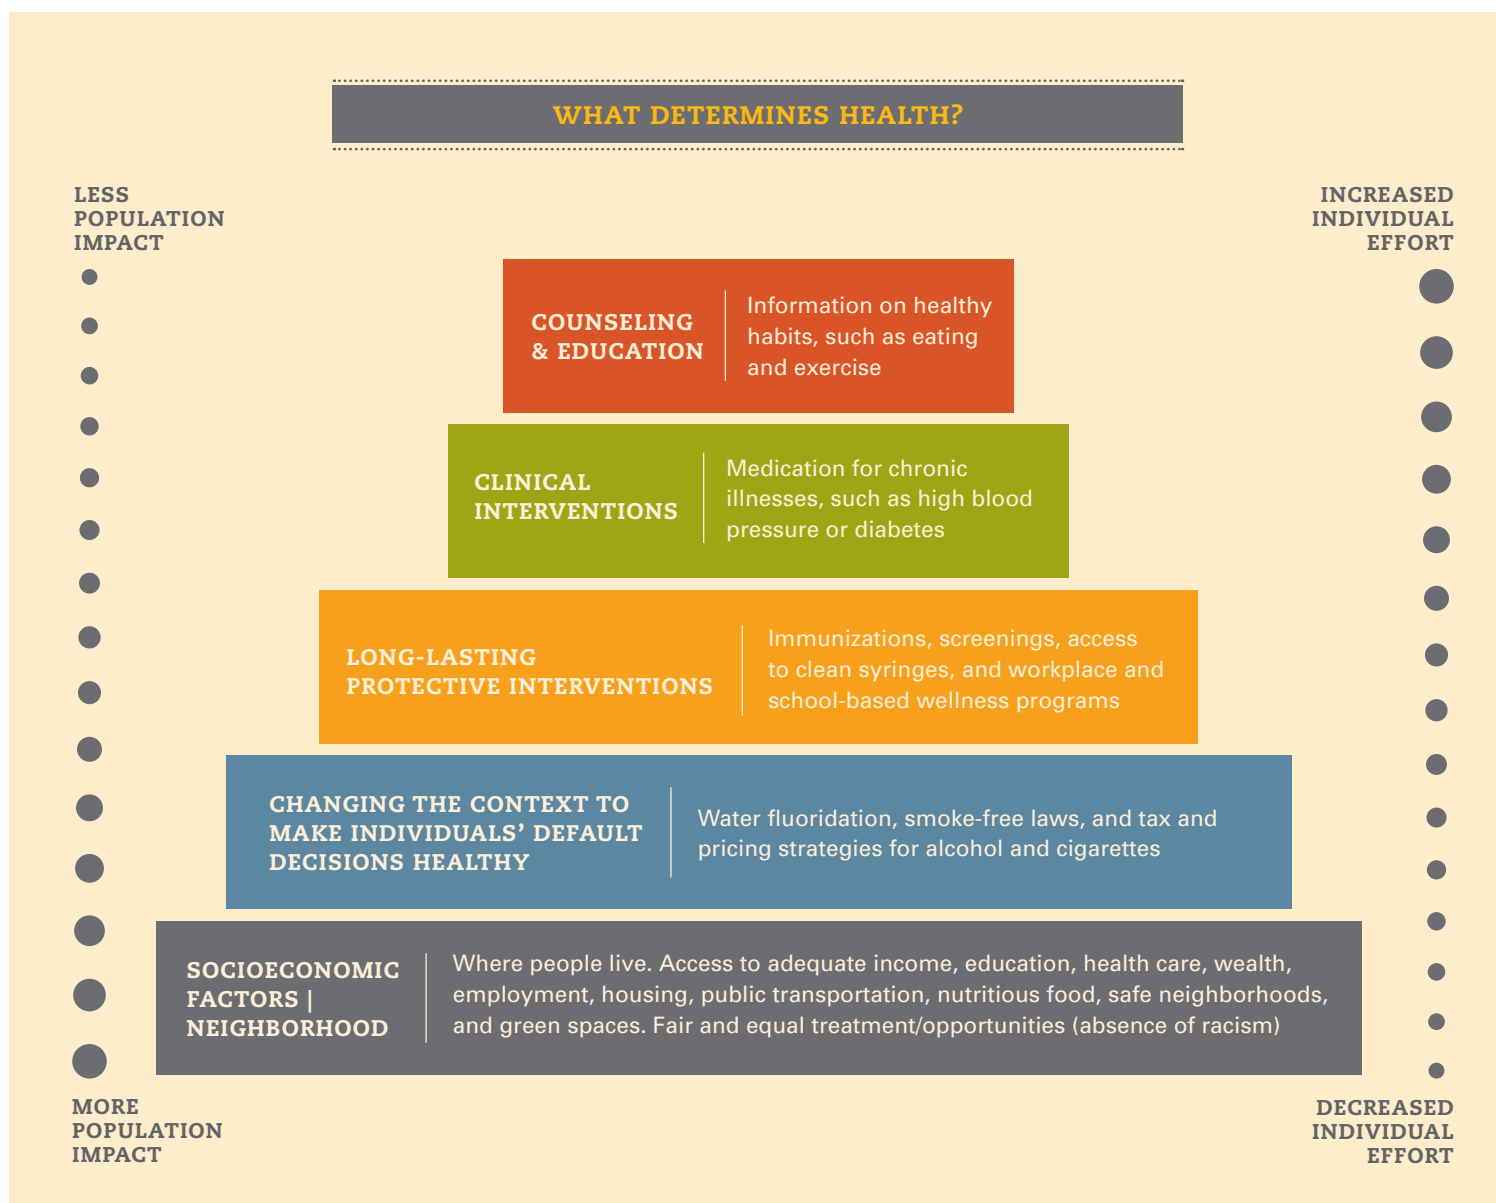 WHAT DETERMINES HEALTH?
LESS
POPULATION
IMPACT
INCREASED
INDIVIDUAL
EFFORT
COUNSELING
& EDUCATION
Information on healthy
habits, such as eating
and exercise
CLINICAL
INTERVENTIONS
Medication for chronic
illnesses, such as high blood
pressure or diabetes
LONG-LASTING
PROTECTIVE INTERVENTIONS
Immunizations, screenings, access
to clean syringes, and workplace and
school-based wellness programs
CHANGING THE CONTEXT TO
MAKE INDIVIDUALS’ DEFAULT
DECISIONS HEALTHY
Water fluoridation, smoke-free laws, and tax and
pricing strategies for alcohol and cigarettes
SOCIOECONOMIC
FACTORS |
NEIGHBORHOOD
Where people live. Access to adequate income, education, health care, wealth,
employment, housing, public transportation, nutritious food, safe neighborhoods,
and green spaces. Fair and equal treatment/opportunities (absence of racism)
MORE
POPULATION
IMPACT
DECREASED
INDIVIDUAL
EFFORT